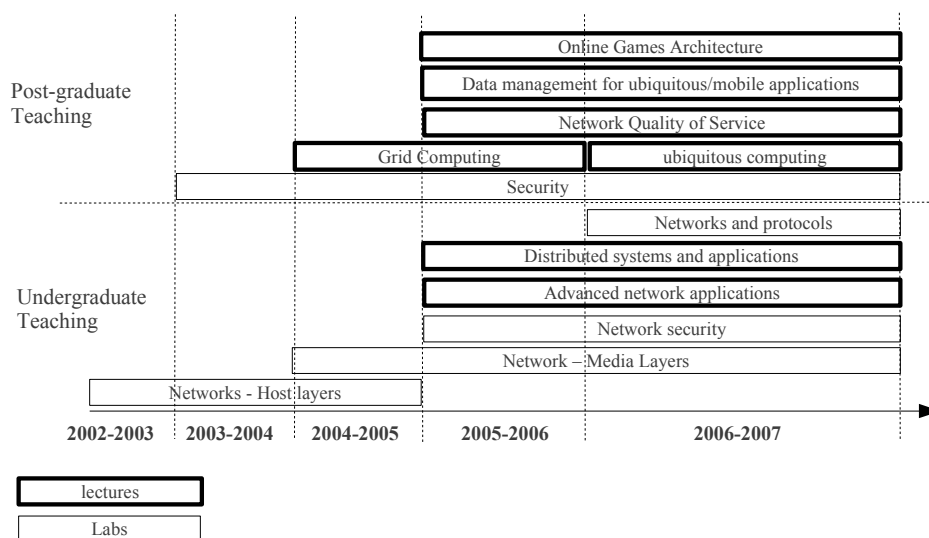 Online Games Architecture
Post-graduate
Teaching
Data management for ubiquitous/mobile applications
Network Quality of Service
Grid Computing
ubiquitous computing
Security
Networks and protocols
Distributed systems and applications
Undergraduate
Teaching
Advanced network applications
Network security
Network – Media Layers
Networks - Host layers
2002-2003
2003-2004
2004-2005
2005-2006
2006-2007
lectures
Labs